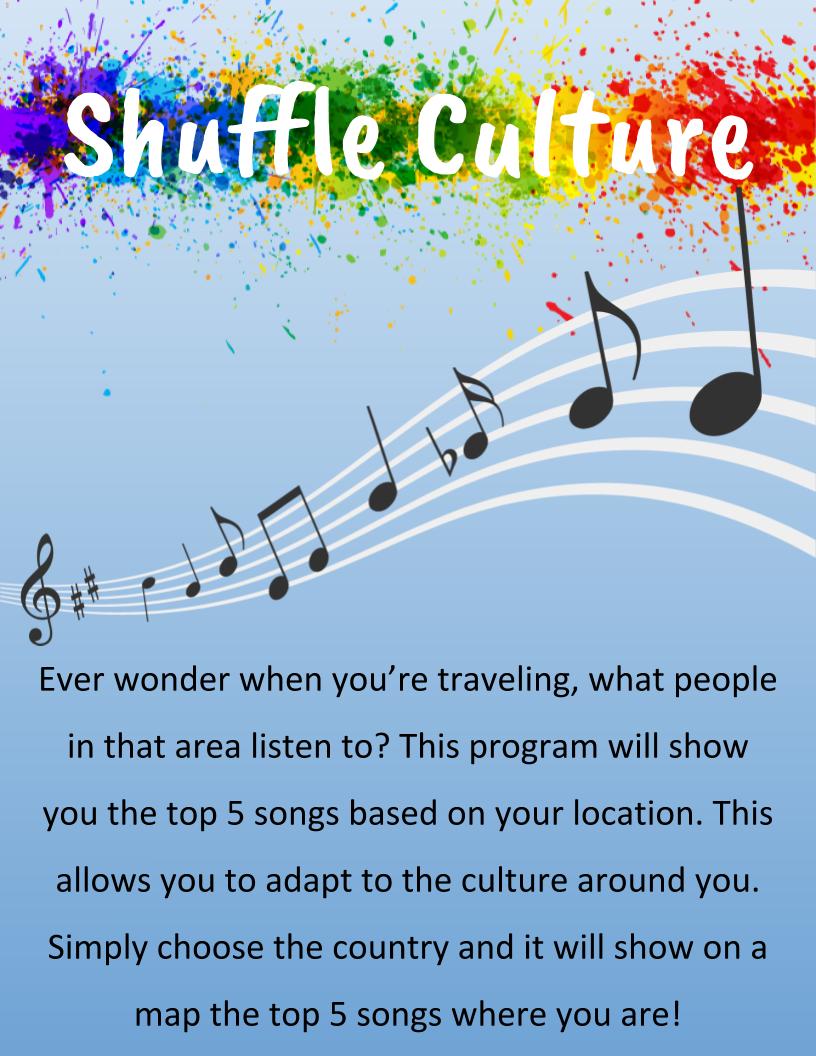 Shuffle Culture
Ever wonder when you’re traveling, what people
in that area listen to? This program will show
you the top 5 songs based on your location. This
allows you to adapt to the culture around you.
Simply choose the country and it will show on a
map the top 5 songs where you are!